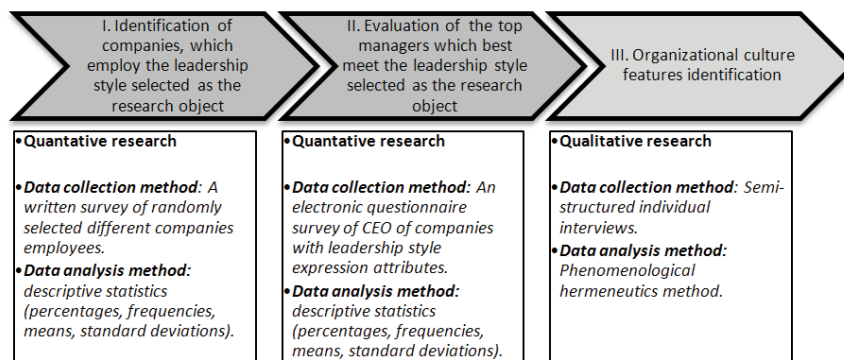 I. Identification of
companies, which
employ the leadership
style selected as the
research object
II. Evaluation of the top
managers which best
meet the leadership style
selected as the research
object
III. Organizational culture
features identification
•Quantative research
•Data collection method: A
written survey of randomly
selected different companies
employees.
•Data analysis method:
descriptive statistics
(percentages, frequencies,
means, standard deviations).
•Quantative research
•Data collection method: An
electronic questionnaire
survey of CEO of companies
with leadership style
expression attributes.
•Data analysis method:
descriptive statistics
(percentages, frequencies,
means, standard deviations).
•Qualitative research
•Data collection method: Semi-
structured individual
interviews.
•Data analysis method:
Phenomenological
hermeneutics method.